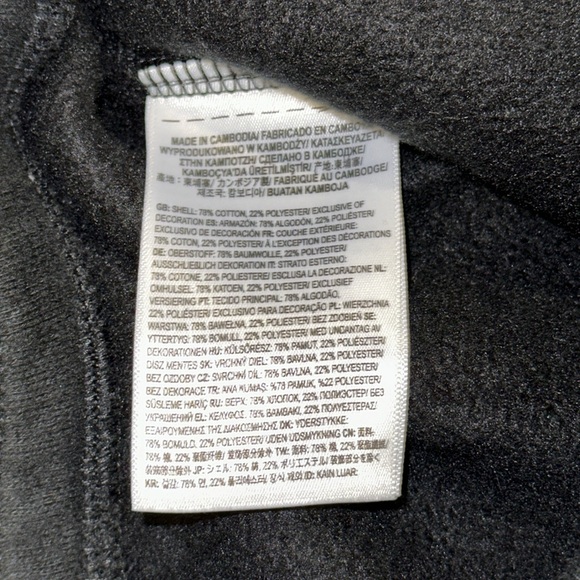 MADE IN CAMBODIA/ FABRICADO EN CAMBO
WYPRODUKOWANO W KAMBODŻY/ ΚΑΤΑΣΚΕΥΑΖΕΤΑΙ
ΣΤΗΝ ΚΑΜΠΟΤΖΗ/ СДЕЛАНО В КАМБОДЖЕ/
KAMBOÇYA'DA ÜRETİLMİŞTİR/ 产地: 柬埔寨/
產地: 柬埔寨/ カンボジア製/ FABRIQUÉ AU CAMBODGE/
제조국: 캄보디아/ BUATAN KAMBOJA
GB: SHELL: 78% COTTON, 22% POLYESTER/ EXCLUSIVE OF
DECORATION ES: ARMAZÓN: 78% ALGODÓN, 22% POLIÉSTER/
EXCLUSIVO DE DECORACIÓN FR: COUCHE EXTÉRIEURE:
78% COTON, 22% POLYESTER/ À L'EXCEPTION DES DÉCORATIONS
DE: OBERSTOFF: 78% BAUMWOLLE, 22% POLYESTER/
AUSSCHLIESSLICH DEKORATION IT: STRATO ESTERNO:
78% COTONE, 22% POLIESTERE/ ESCLUSA LA DECORAZIONE NL:
OMHULSEL: 78% KATOEN, 22% POLYESTER/ EXCLUSIEF
VERSIERING PT: TECIDO PRINCIPAL: 78% ALGODÃO,
22% POLIÉSTER/ EXCLUSIVO PARA DECORAÇÃO PL: WIERZCHNIA
WARSTWA: 78% BAWEŁNA, 22% POLIESTER/ BEZ ZDOBIEŃ SE:
YTTERTYG: 78% BOMULL, 22% POLYESTER/ MED UNDANTAG AV
DEKORATIONEN HU: KÜLSŐRÉSZ: 78% PAMUT, 22% POLIÉSZTER/
DÍSZ MENTES SK: VRCHNÝ DIEL: 78% BAVLNA, 22% POLYESTER/
BEZ OZDOBY CZ: SVRCHNÍ DÍL: 78% BAVLNA, 22% POLYESTER/
BEZ DEKORACE TR: ANA KUMAŞ: %78 PAMUK, %22 POLYESTER/
SÜSLEME HARİÇ RU: ВЕРХ: 78% ХЛОПОК, 22% ПОЛИЭСТЕР/ БЕЗ
УКРАШЕНИЙ EL: ΚΕΛΥΦΟΣ: 78% ΒΑΜΒΑΚΙ, 22% ΠΟΛΥΕΣΤΕΡΑΣ/
ΕΞΑΙΡΟΥΜΕΝΗΣ ΤΗΣ ΔΙΑΚΟΣΜΗΣΗΣ DK: YDERSTYKKE:
78% BOMULD, 22% POLYESTER/ UDEN UDSMYKNING CN: 面料:
78% 棉, 22% 聚酯纤维/ 装饰部分除外 TW: 面料: 78% 棉, 22%
聚酯纖維/ 裝飾部分除外 JP: シェル: 78% 綿, 22% ポリエステル/ 装飾部分を除く
KR: 겉감: 78% 면, 22% 폴리에스터/ 장식 제외 ID: KAIN LUAR: